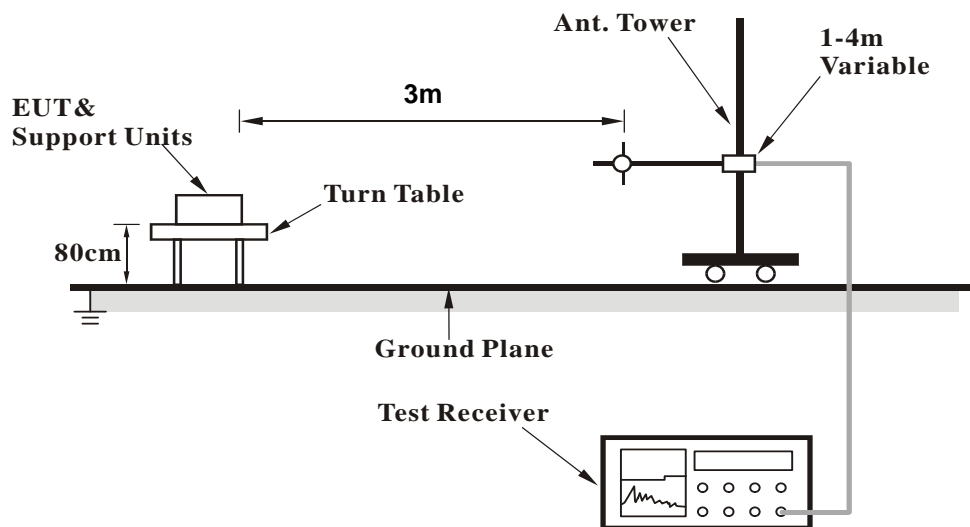 Ant. Tower
1-4m
Variable
3m
EUT&
Support Units
Turn Table
80cm
Ground Plane
Test Receiver